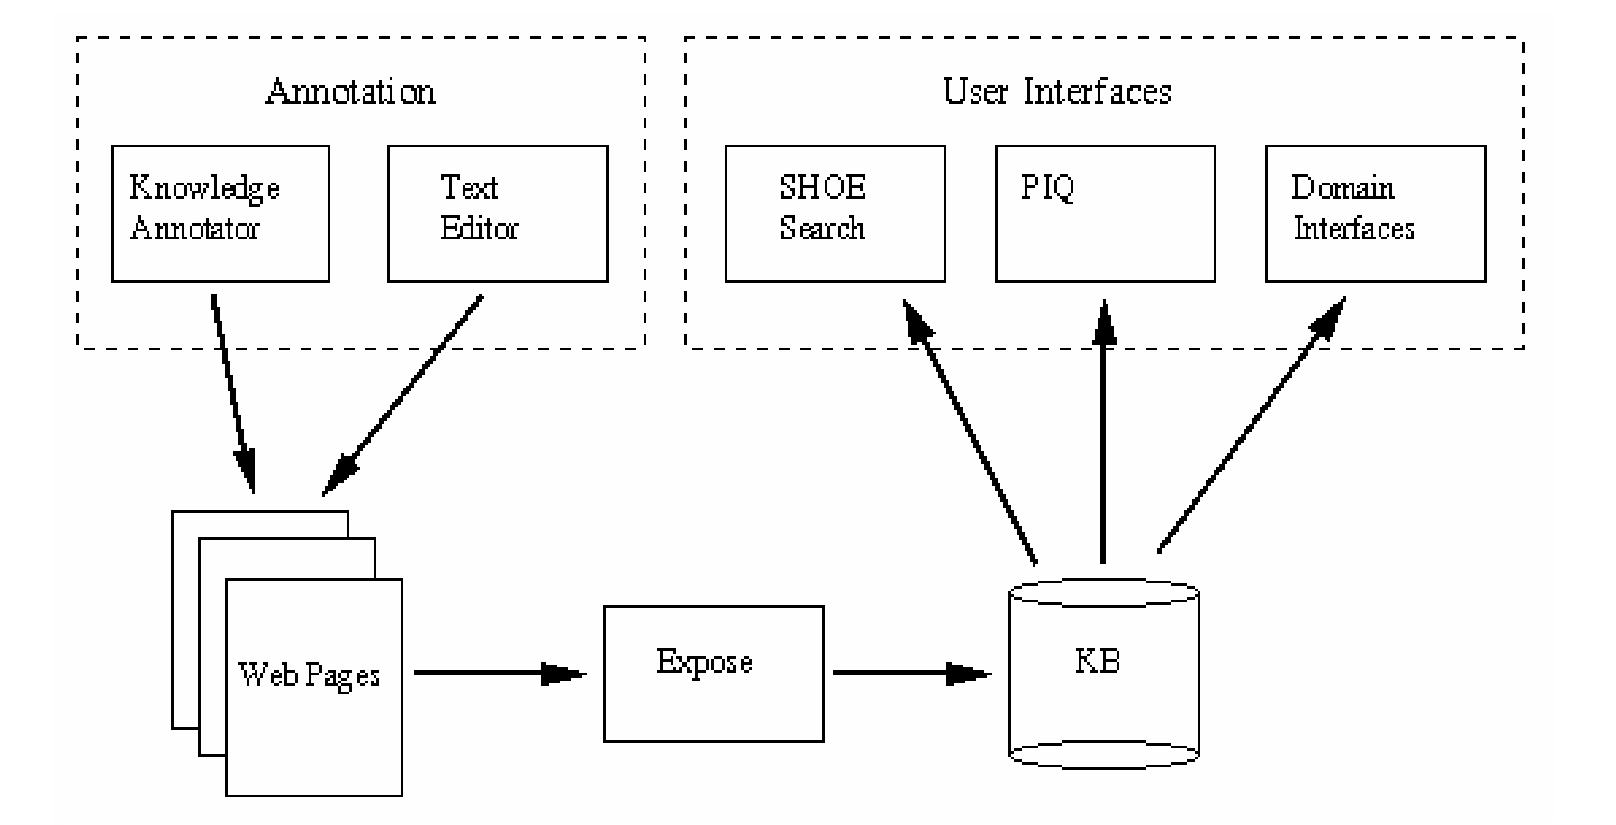 Annotation
Knowledge
Annotator
Text
Editor
User Interfaces
SHOE
Search
PIQ
Domain
Interfaces
Web Pages
Expose
KB